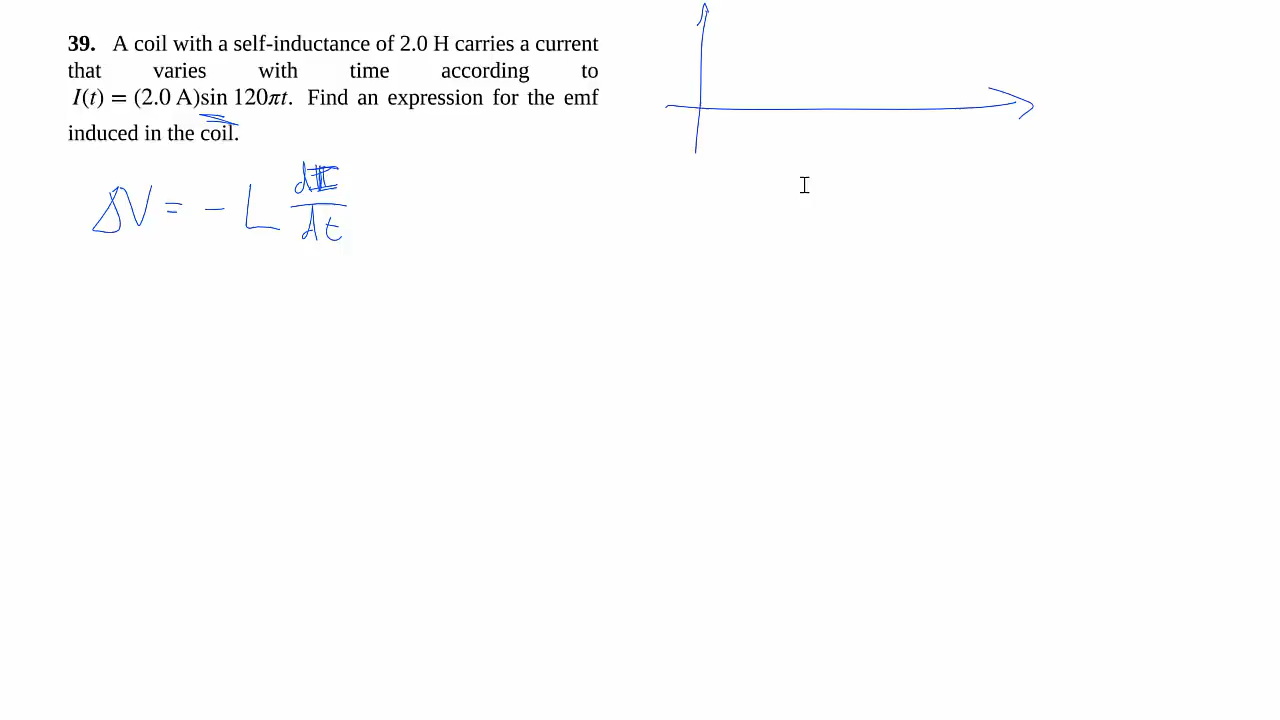 39. A coil with a self-inductance of 2.0 H carries a current
that varies with time according to
I(t) = (2.0 A)sin 120πt. Find an expression for the emf
induced in the coil.
ΔV = - L dI/dt